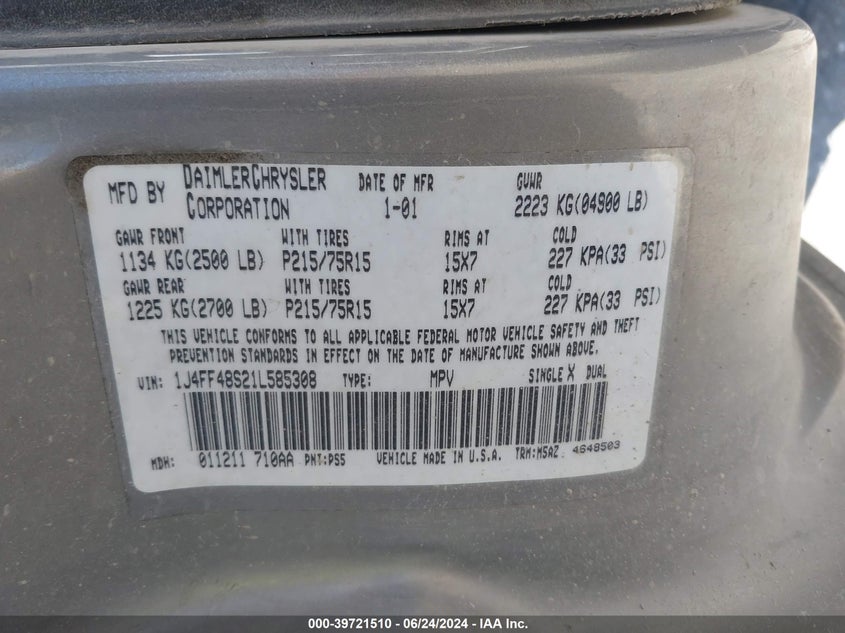 MFD BY DAIMLERCHRYSLER CORPORATION DATE OF MFR 1-01 GVWR 2223 KG(04900 LB)
GAWR FRONT WITH TIRES RIMS AT COLD
1134 KG(2500 LB) P215/75R15 15X7 227 KPA(33 PSI)
GAWR REAR WITH TIRES RIMS AT COLD
1225 KG(2700 LB) P215/75R15 15X7 227 KPA(33 PSI)
THIS VEHICLE CONFORMS TO ALL APPLICABLE FEDERAL MOTOR VEHICLE SAFETY AND THEFT
PREVENTION STANDARDS IN EFFECT ON THE DATE OF MANUFACTURE SHOWN ABOVE.
VIN: 1J4FF48S21L585308 TYPE: MPV SINGLE X DUAL
MDH: 011211 710AA PNT:PS5 VEHICLE MADE IN U.S.A. TRM:M5AZ 4648503
000-39721510 / 06/24/2024 / IAA Inc.